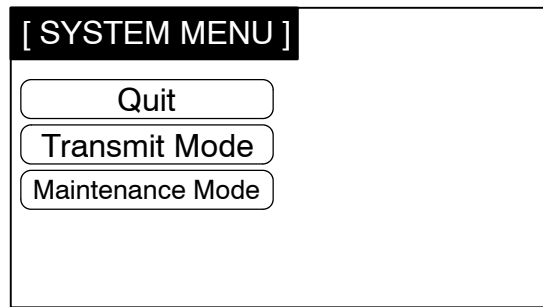 [ SYSTEM MENU ]
Quit
Transmit Mode
Maintenance Mode